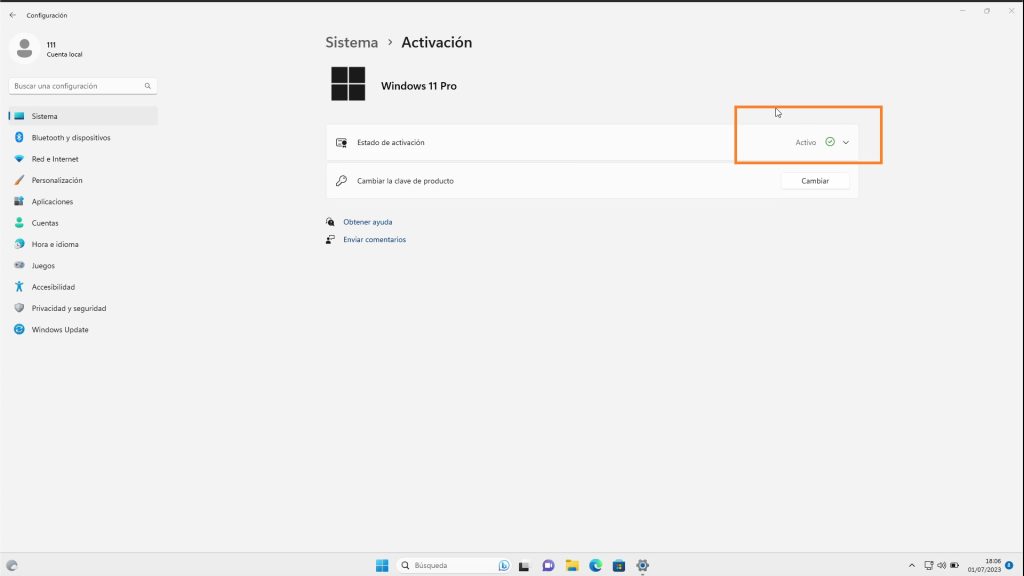 Configuración
111
Cuenta local
Buscar una configuración
Sistema
Bluetooth y dispositivos
Red e Internet
Personalización
Aplicaciones
Cuentas
Hora e idioma
Juegos
Accesibilidad
Privacidad y seguridad
Windows Update
Sistema › Activación
Windows 11 Pro
Estado de activación
Activo
Cambiar la clave de producto
Cambiar
Obtener ayuda
Enviar comentarios
Búsqueda
18:06
01/07/2023